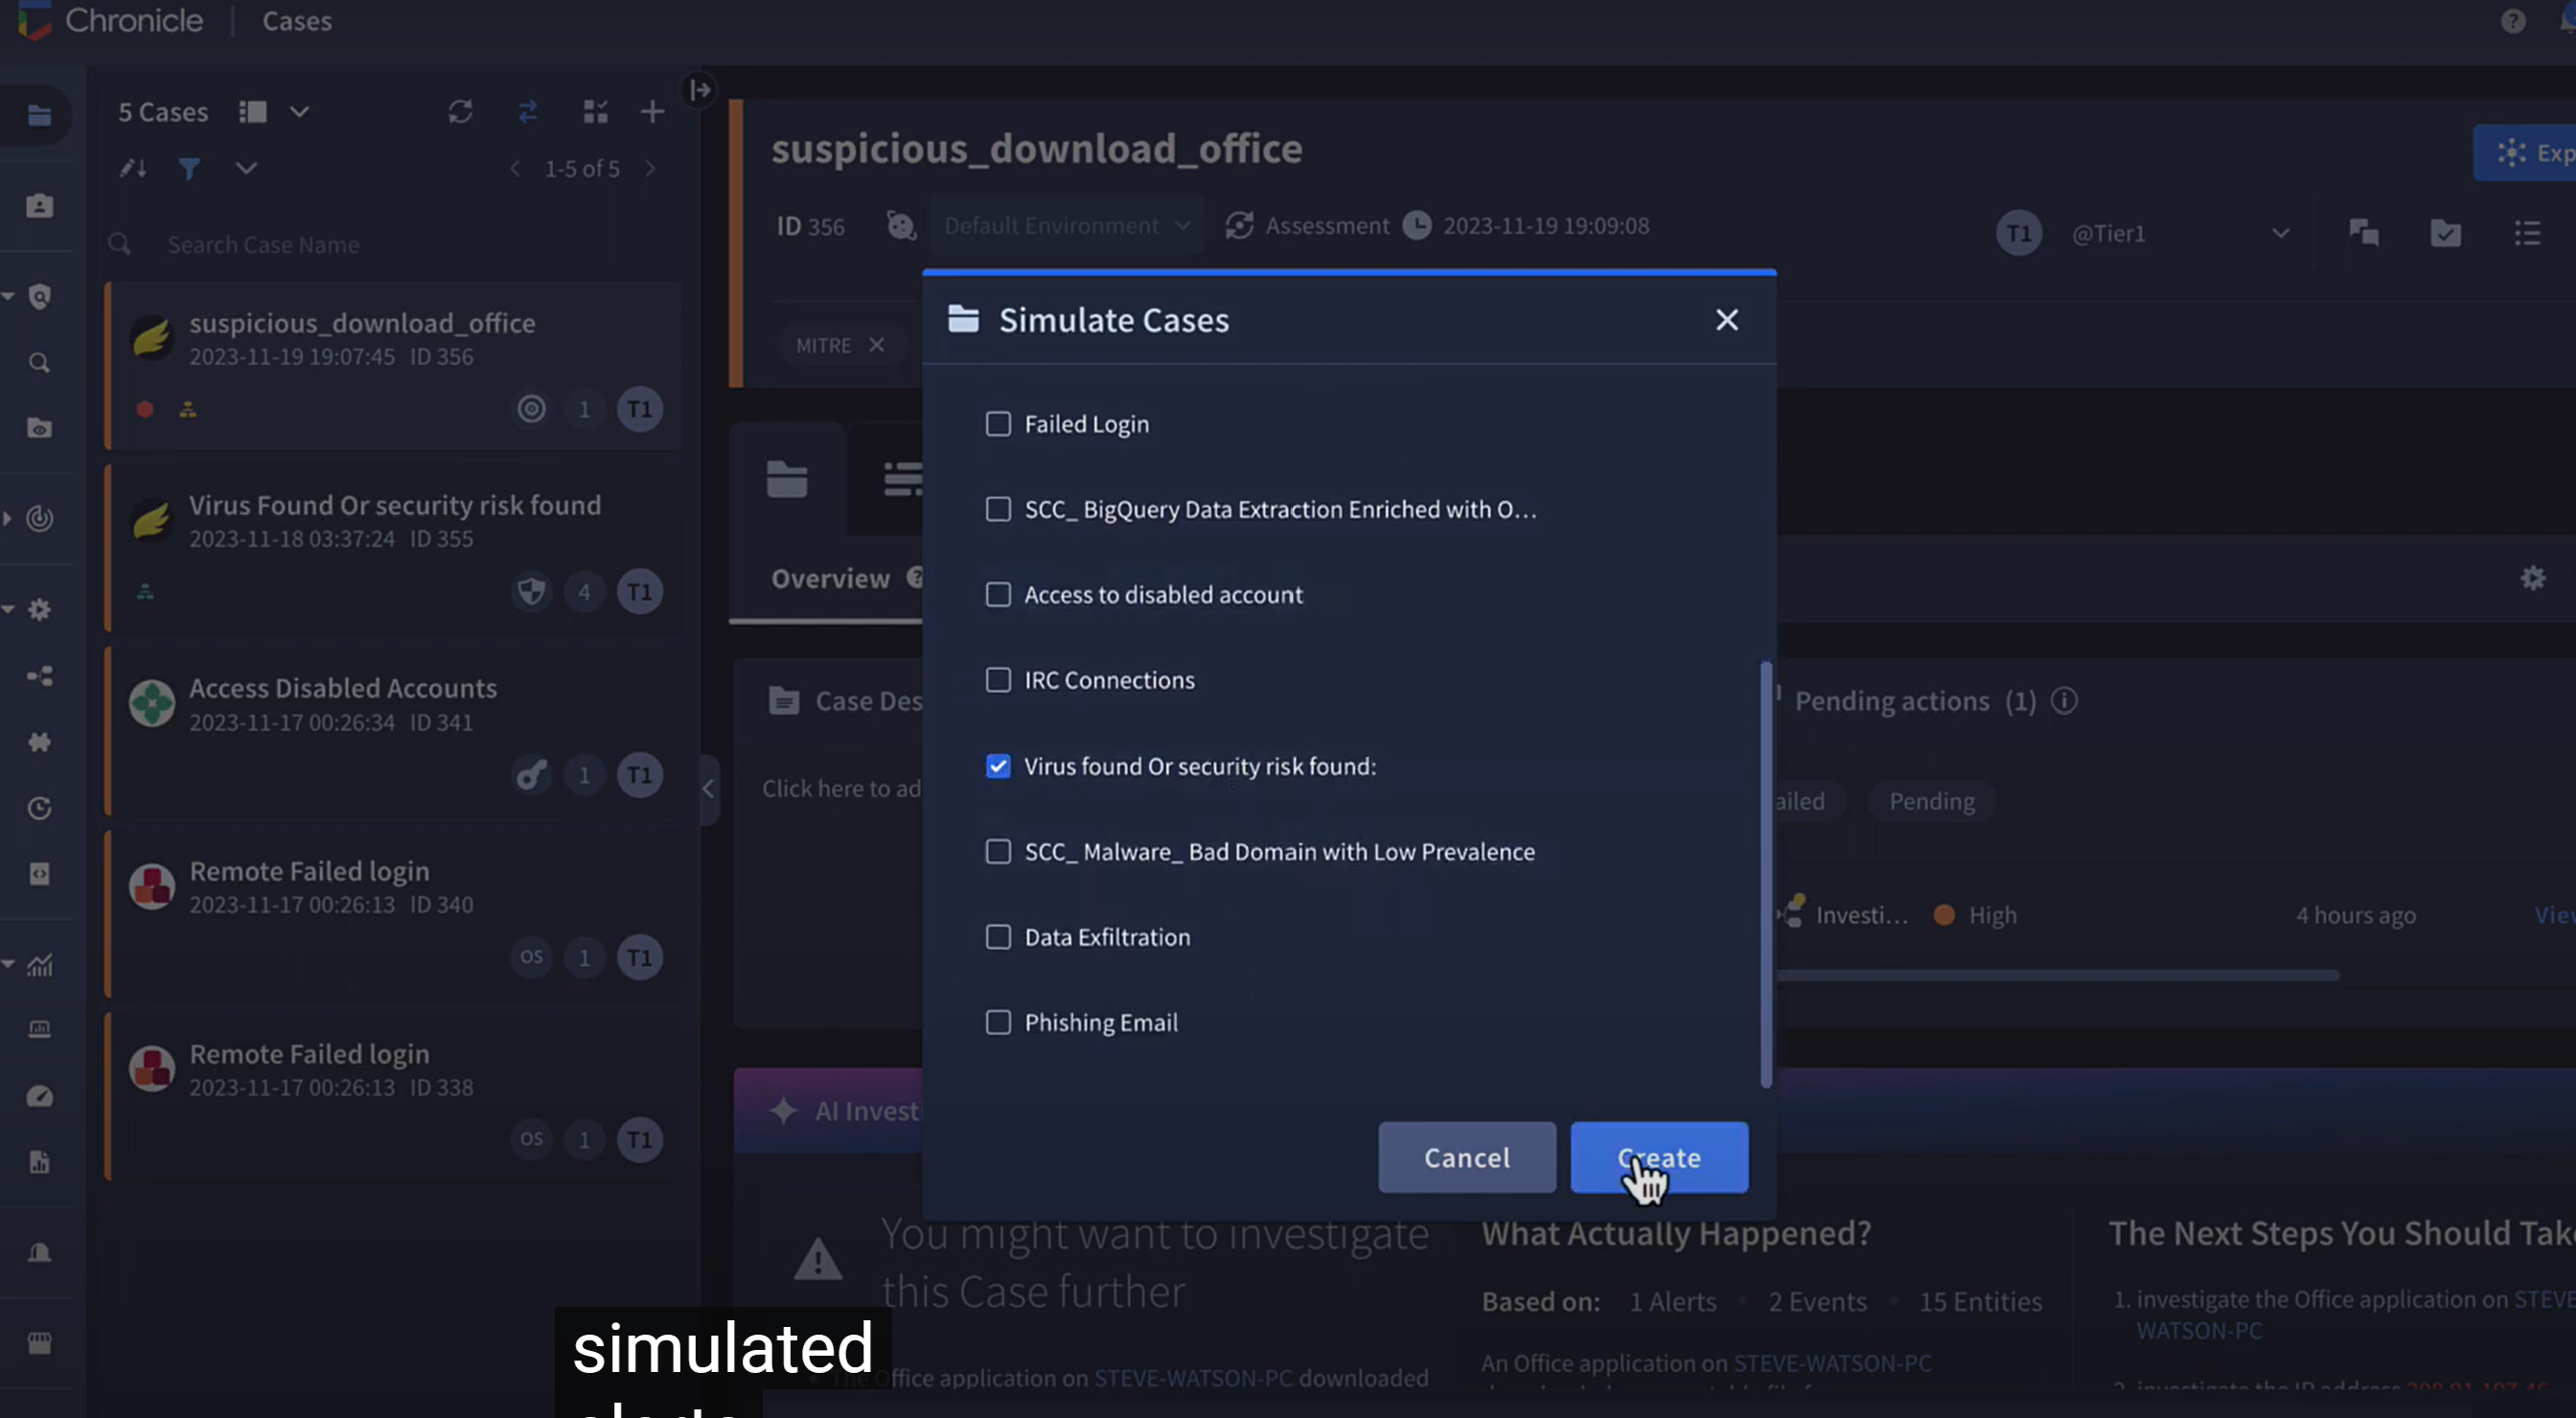 Chronicle
Cases
5 Cases
1-5 of 5
Search Case Name
suspicious_download_office
2023-11-19 19:07:45 ID 356
1 T1
Virus Found Or security risk found
2023-11-18 03:37:24 ID 355
4 T1
Access Disabled Accounts
2023-11-17 00:26:34 ID 341
1 T1
Remote Failed login
2023-11-17 00:26:13 ID 340
OS 1 T1
Remote Failed login
2023-11-17 00:26:13 ID 338
OS 1 T1
suspicious_download_office
Exp
ID 356 Default Environment Assessment 2023-11-19 19:09:08
T1 @Tier1
MITRE
Overview
Case Des
Click here to ad
Simulate Cases
Failed Login
SCC_ BigQuery Data Extraction Enriched with O...
Access to disabled account
IRC Connections
Virus found Or security risk found:
SCC_ Malware_ Bad Domain with Low Prevalence
Data Exfiltration
Phishing Email
Cancel
Create
Pending actions (1)
ailed
Pending
Investi... High 4 hours ago View
AI Invest
You might want to investigate
this Case further
Office application on STEVE-WATSON-PC downloaded
What Actually Happened?
Based on: 1 Alerts 2 Events 15 Entities
An Office application on STEVE-WATSON-PC
The Next Steps You Should Take
1. investigate the Office application on STEVE
WATSON-PC
2. investigate the IP address
simulated